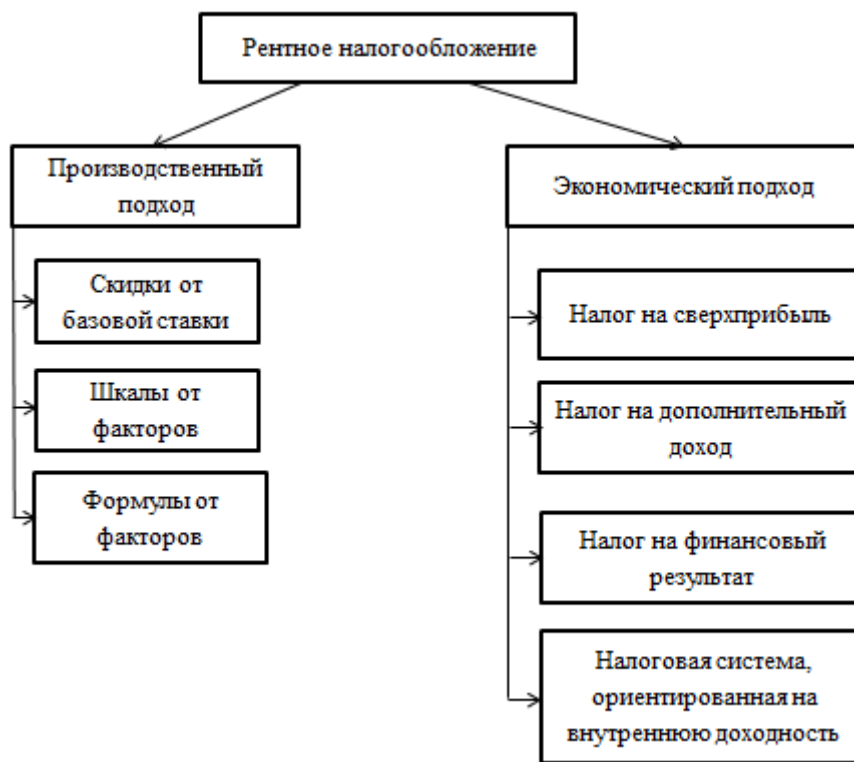 Рентное налогообложение
Производственный
подход
Скидки от
базовой ставки
Шкалы от
факторов
Формулы от
факторов
Экономический подход
Налог на сверхприбыль
Налог на дополнительный
доход
Налог на финансовый
результат
Налоговая система,
ориентированная на
внутреннюю доходность